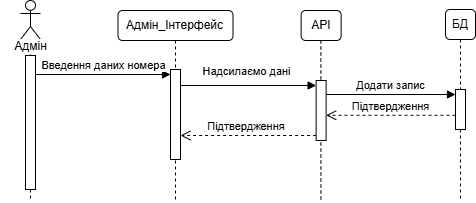 Адмін
Адмін_Інтерфейс
API
БД
Введення даних номера
Надсилаємо дані
Додати запис
Підтвердження
Підтвердження